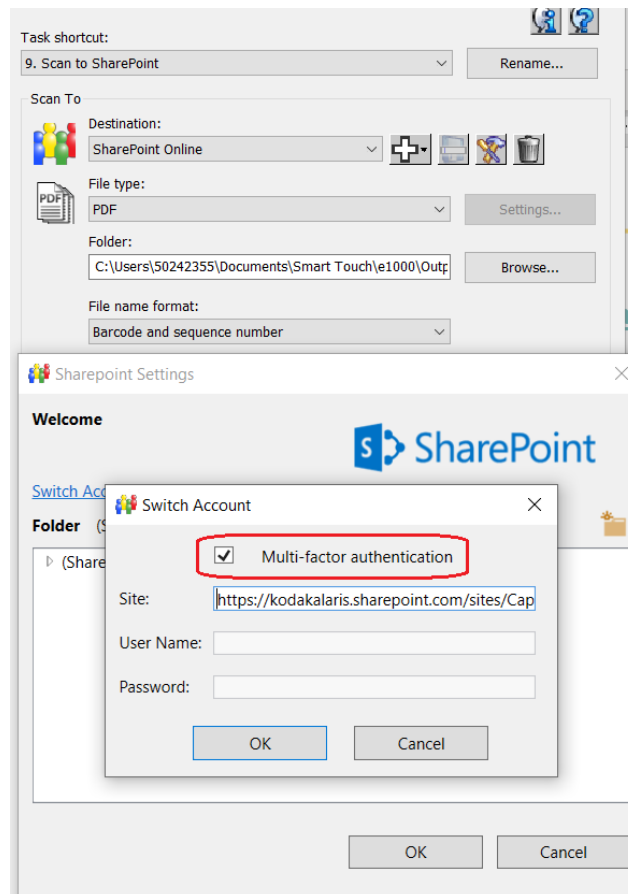 Task shortcut:
9. Scan to SharePoint
Rename...
Scan To
Destination:
SharePoint Online
PDF
File type:
PDF
Settings...
Folder:
C:\Users\50242355\Documents\Smart Touch\e1000\Outp
Browse...
File name format:
Barcode and sequence number
Sharepoint Settings
Welcome
S SharePoint
Switch Acc
Folder (S
(Share
Switch Account
Multi-factor authentication
Site:
https://kodakalaris.sharepoint.com/sites/Cap
User Name:
Password:
OK
Cancel
OK
Cancel